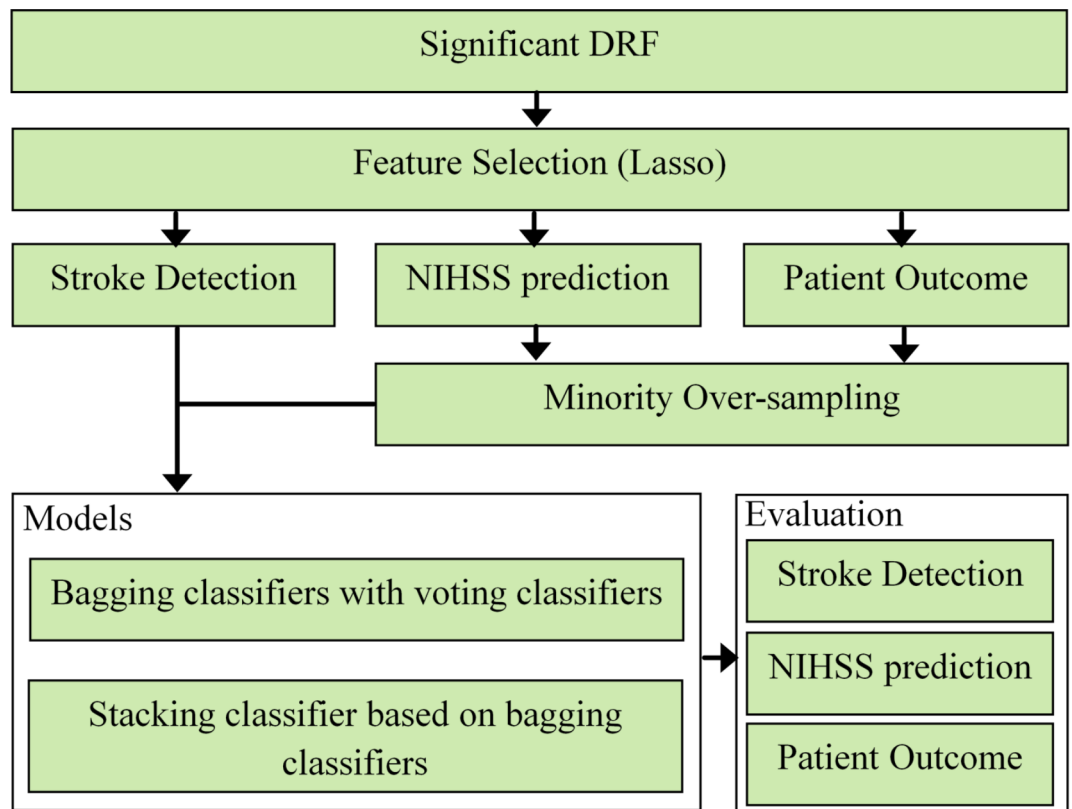 Significant DRF
Feature Selection (Lasso)
Stroke Detection
NIHSS prediction
Patient Outcome
Minority Over-sampling
Models
Bagging classifiers with voting classifiers
Stacking classifier based on bagging
classifiers
Evaluation
Stroke Detection
NIHSS prediction
Patient Outcome